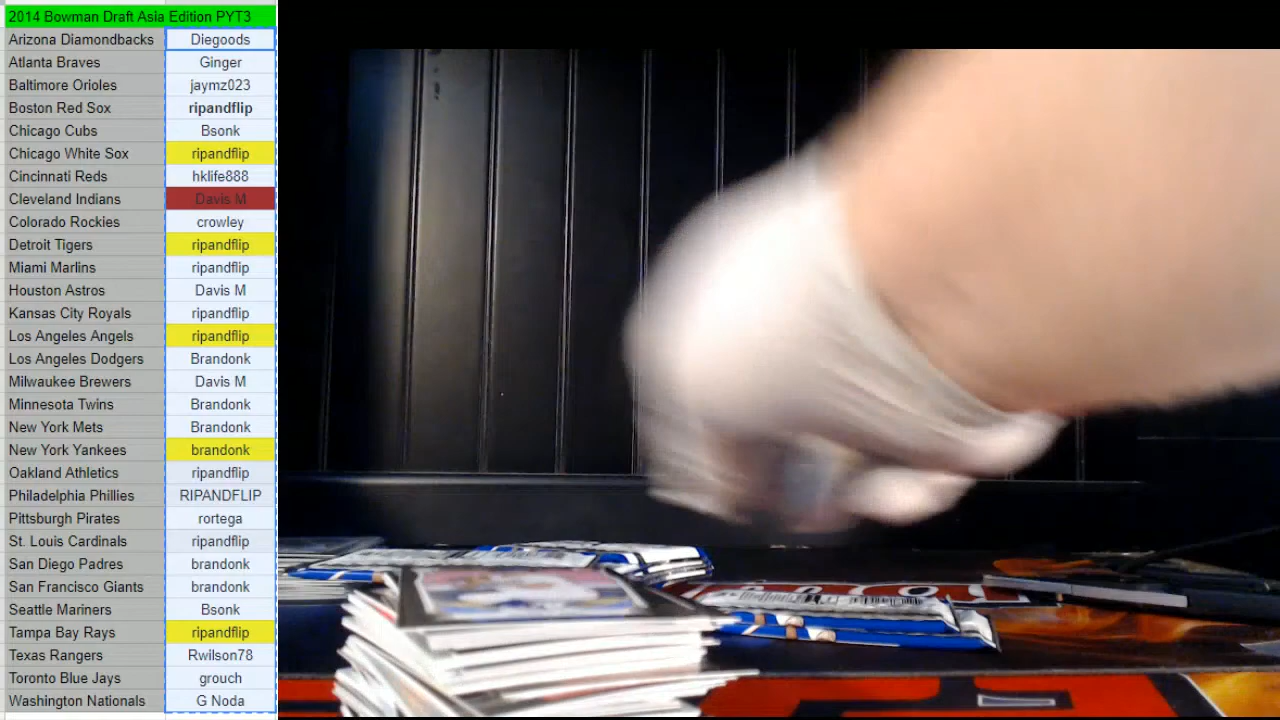 2014 Bowman Draft Asia Edition PYT3
Arizona Diamondbacks Diegoods
Atlanta Braves Ginger
Baltimore Orioles jaymz023
Boston Red Sox ripandflip
Chicago Cubs Bsonk
Chicago White Sox ripandflip
Cincinnati Reds hklife888
Cleveland Indians Davis M
Colorado Rockies crowley
Detroit Tigers ripandflip
Miami Marlins ripandflip
Houston Astros Davis M
Kansas City Royals ripandflip
Los Angeles Angels ripandflip
Los Angeles Dodgers Brandonk
Milwaukee Brewers Davis M
Minnesota Twins Brandonk
New York Mets Brandonk
New York Yankees brandonk
Oakland Athletics ripandflip
Philadelphia Phillies RIPANDFLIP
Pittsburgh Pirates rortega
St. Louis Cardinals ripandflip
San Diego Padres brandonk
San Francisco Giants brandonk
Seattle Mariners Bsonk
Tampa Bay Rays ripandflip
Texas Rangers Rwilson78
Toronto Blue Jays grouch
Washington Nationals G Noda